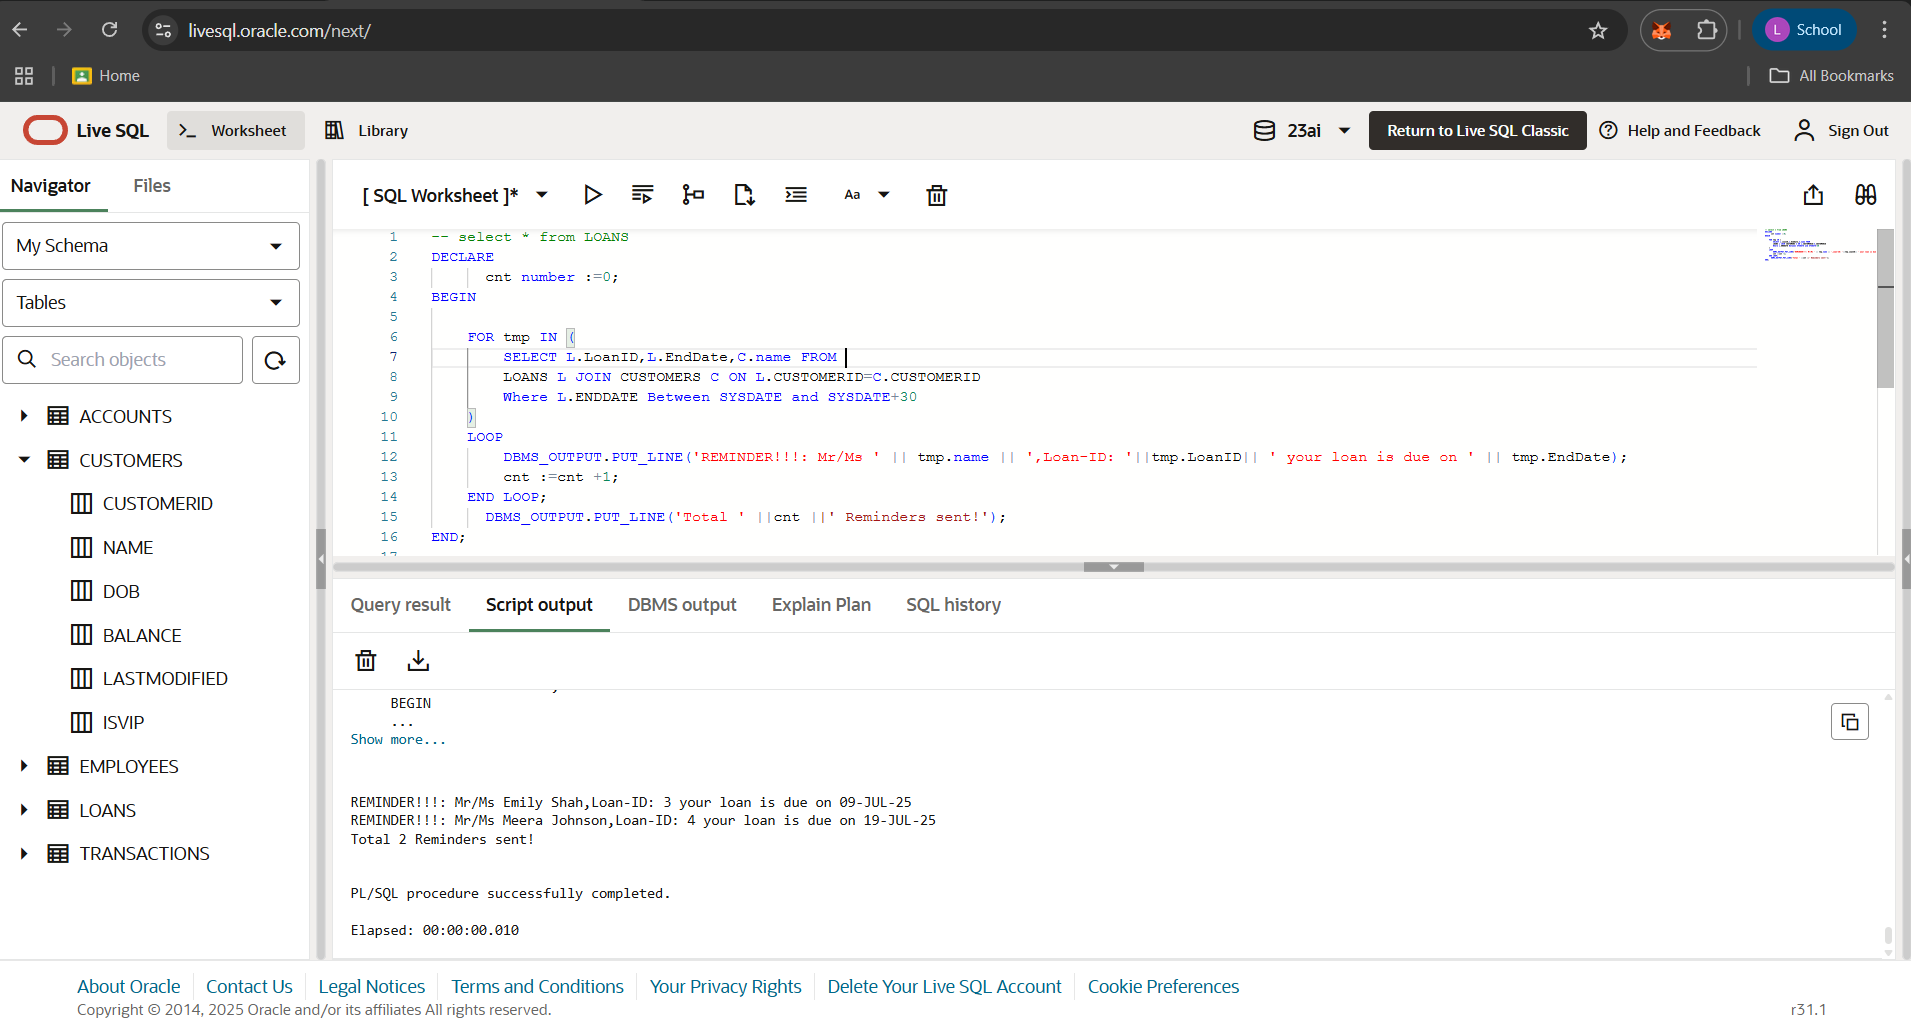 livesql.oracle.com/next/
L School
Home
All Bookmarks
Live SQL
>_ Worksheet
Library
23ai
Return to Live SQL Classic
Help and Feedback
Sign Out
Navigator
Files
My Schema
Tables
Search objects
ACCOUNTS
CUSTOMERS
CUSTOMERID
NAME
DOB
BALANCE
LASTMODIFIED
ISVIP
EMPLOYEES
LOANS
TRANSACTIONS
[ SQL Worksheet ]*
Aa
1 -- select * from LOANS
2 DECLARE
3 cnt number :=0;
4 BEGIN
5
6 FOR tmp IN (
7 SELECT L.LoanID,L.EndDate,C.name FROM
8 LOANS L JOIN CUSTOMERS C ON L.CUSTOMERID=C.CUSTOMERID
9 Where L.ENDDATE Between SYSDATE and SYSDATE+30
10 )
11 LOOP
12 DBMS_OUTPUT.PUT_LINE('REMINDER!!!: Mr/Ms ' || tmp.name || ',Loan-ID: '||tmp.LoanID|| ' your loan is due on ' || tmp.EndDate);
13 cnt :=cnt +1;
14 END LOOP;
15 DBMS_OUTPUT.PUT_LINE('Total ' ||cnt ||' Reminders sent!');
16 END;
17
Query result
Script output
DBMS output
Explain Plan
SQL history
BEGIN
...
Show more...
REMINDER!!!: Mr/Ms Emily Shah,Loan-ID: 3 your loan is due on 09-JUL-25
REMINDER!!!: Mr/Ms Meera Johnson,Loan-ID: 4 your loan is due on 19-JUL-25
Total 2 Reminders sent!
PL/SQL procedure successfully completed.
Elapsed: 00:00:00.010
About Oracle
Contact Us
Legal Notices
Terms and Conditions
Your Privacy Rights
Delete Your Live SQL Account
Cookie Preferences
Copyright © 2014, 2025 Oracle and/or its affiliates All rights reserved.
r31.1